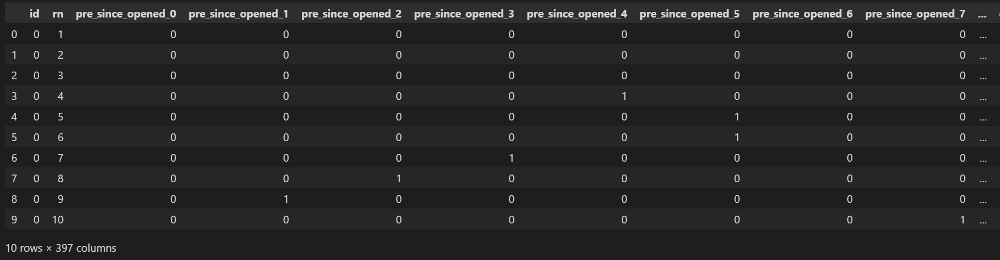 id rn pre_since_opened_0 pre_since_opened_1 pre_since_opened_2 pre_since_opened_3 pre_since_opened_4 pre_since_opened_5 pre_since_opened_6 pre_since_opened_7 ...
0 0 1 0 0 0 0 0 0 0 0 ...
1 0 2 0 0 0 0 0 0 0 0 ...
2 0 3 0 0 0 0 0 0 0 0 ...
3 0 4 0 0 0 0 1 0 0 0 ...
4 0 5 0 0 0 0 0 1 0 0 ...
5 0 6 0 0 0 0 0 1 0 0 ...
6 0 7 0 0 0 1 0 0 0 0 ...
7 0 8 0 0 1 0 0 0 0 0 ...
8 0 9 0 1 0 0 0 0 0 0 ...
9 0 10 0 0 0 0 0 0 0 1 ...
10 rows × 397 columns